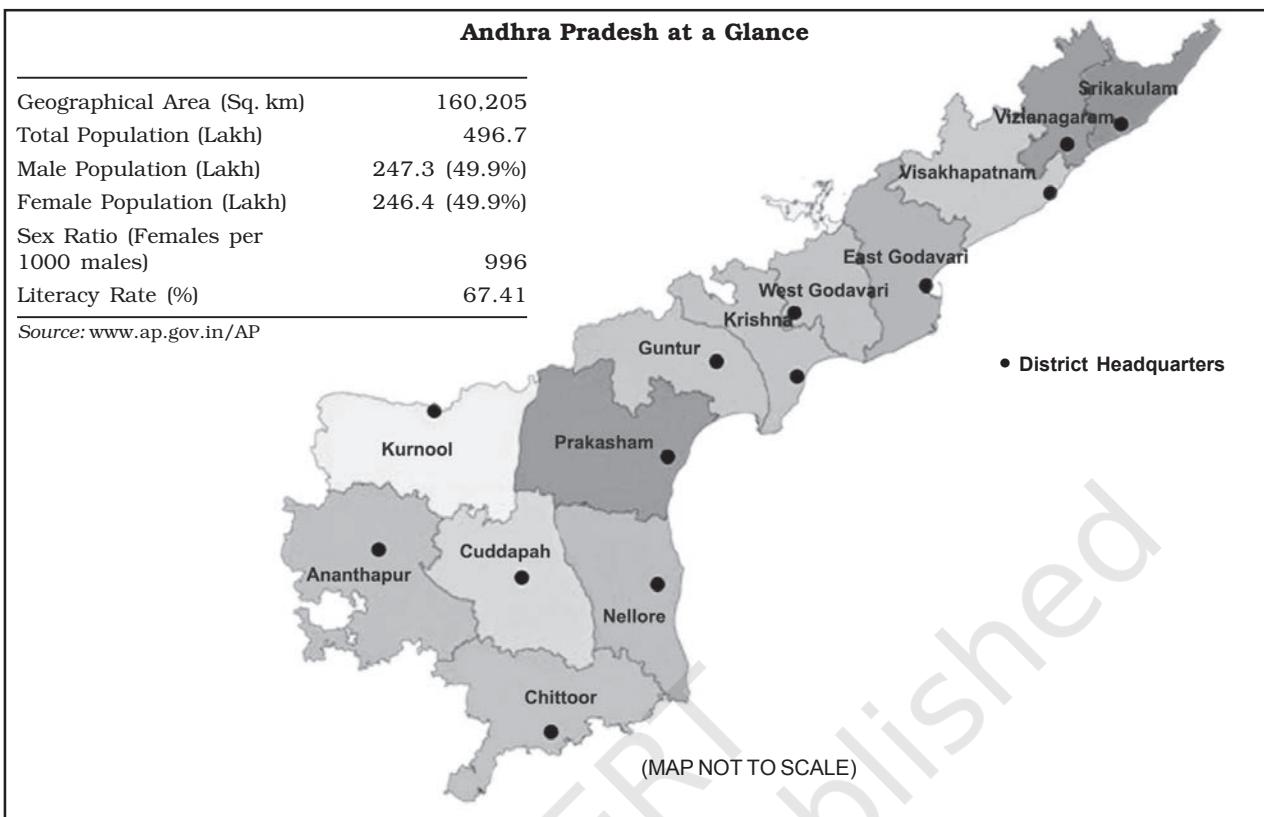 Andhra Pradesh at a Glance
Geographical Area (Sq. km) 160,205
Total Population (Lakh) 496.7
Male Population (Lakh) 247.3 (49.9%)
Female Population (Lakh) 246.4 (49.9%)
Sex Ratio (Females per
1000 males) 996
Literacy Rate (%) 67.41
Source: www.ap.gov.in/AP
Srikakulam
Vizianagaram
Visakhapatnam
East Godavari
West Godavari
Krishna
Guntur
• District Headquarters
Prakasham
Kurnool
Cuddapah
Ananthapur
Nellore
Chittoor
(MAP NOT TO SCALE)